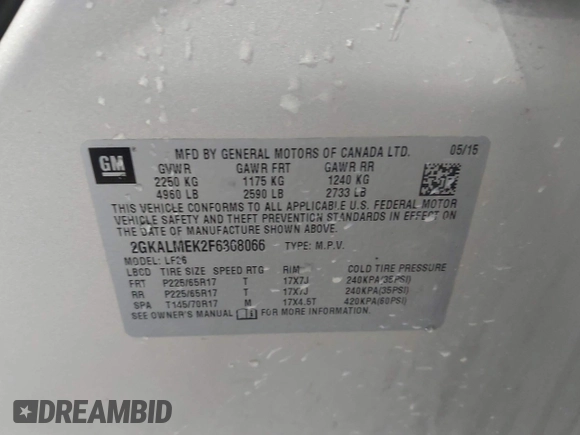 GM
MFD BY GENERAL MOTORS OF CANADA LTD. 05/15
GVWR GAWR FRT GAWR RR
2250 KG 1175 KG 1240 KG
4960 LB 2590 LB 2733 LB
THIS VEHICLE CONFORMS TO ALL APPLICABLE U.S. FEDERAL MOTOR
VEHICLE SAFETY AND THEFT PREVENTION STANDARDS IN EFFECT ON
THE DATE OF MANUFACTURE SHOWN ABOVE.
2GKALMEK2F6368066 TYPE: M.P.V.
MODEL: LF26
LBCD TIRE SIZE SPEED RTG RIM COLD TIRE PRESSURE
FRT P225/65R17 T 17X7J 240KPA(35PSI)
RR P225/65R17 T 17X7J 240KPA(35PSI)
SPA T145/70R17 M 17X4.5T 420KPA(60PSI)
SEE OWNER'S MANUAL FOR MORE INFORMATION.
DREAMBID